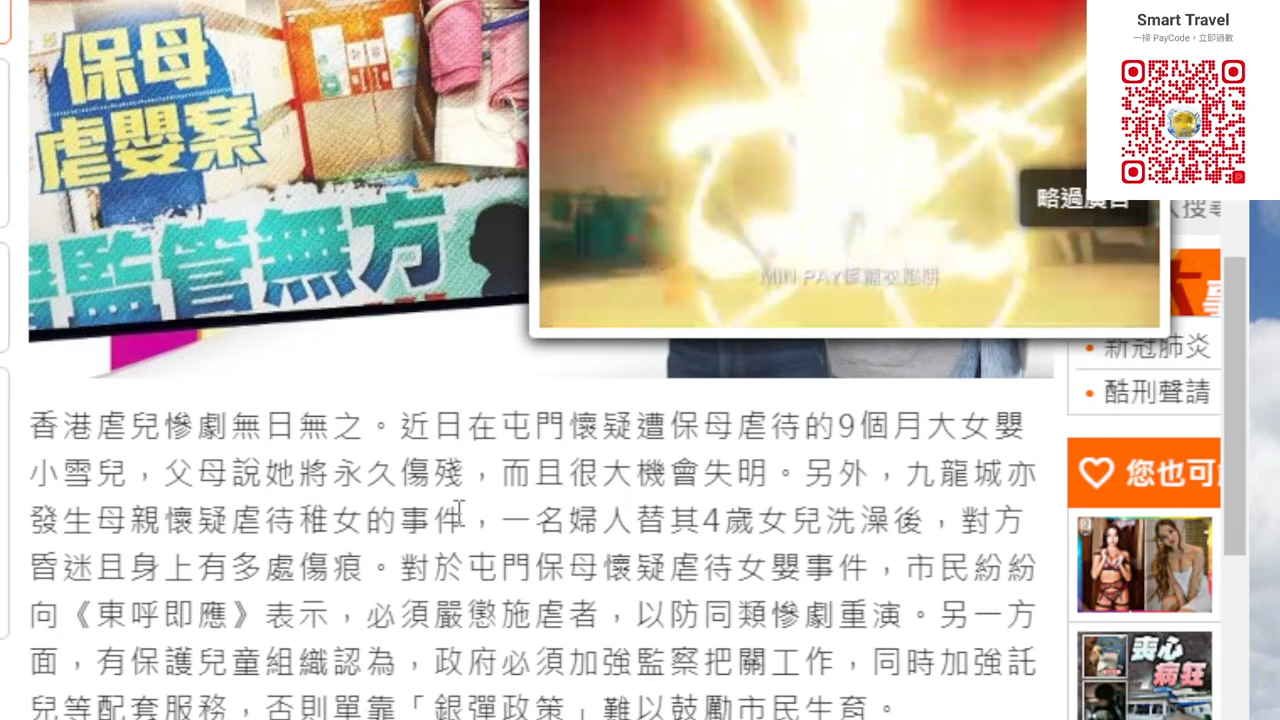 Smart Travel
一掃 PayCode，立即過數
保母
虐嬰案
監管無方
略過廣告
搜尋
新冠肺炎
酷刑聲請
您也可
喪心
病狂
香港虐兒慘劇無日無之。近日在屯門懷疑遭保母虐待的9個月大女嬰
小雪兒，父母說她將永久傷殘，而且很大機會失明。另外，九龍城亦
發生母親懷疑虐待稚女的事件，一名婦人替其4歲女兒洗澡後，對方
昏迷且身上有多處傷痕。對於屯門保母懷疑虐待女嬰事件，市民紛紛
向《東呼即應》表示，必須嚴懲施虐者，以防同類慘劇重演。另一方
面，有保護兒童組織認為，政府必須加強監察把關工作，同時加強託
兒等配套服務，否則單靠「銀彈政策」難以鼓勵市民生育。